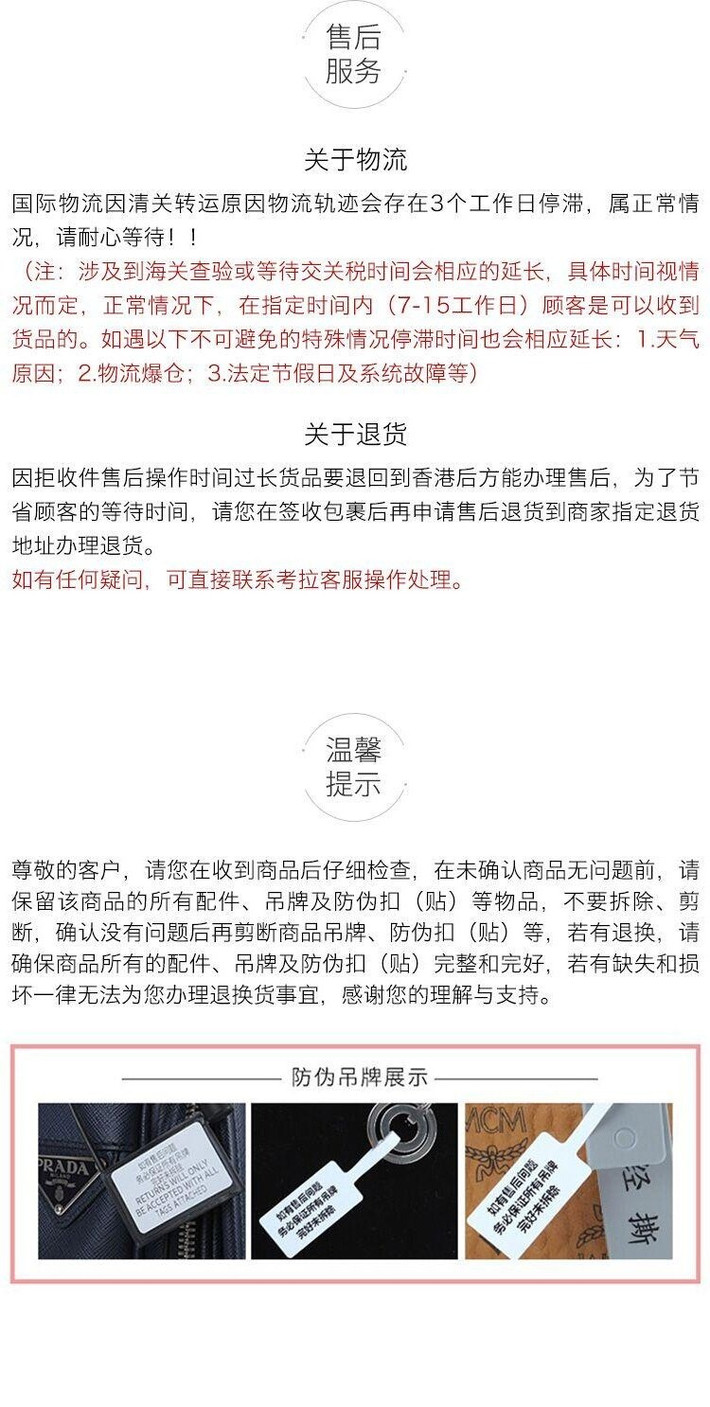 售后
服务
关于物流
国际物流因清关转运原因物流轨迹会存在3个工作日停滞，属正常情
况，请耐心等待！！
（注：涉及到海关查验或等待交关税时间会相应的延长，具体时间视情
况而定，正常情况下，在指定时间内（7-15工作日）顾客是可以收到
货品的。如遇以下不可避免的特殊情况停滞时间也会相应延长：1.天气
原因；2.物流爆仓；3.法定节假日及系统故障等）
关于退货
因拒收件售后操作时间过长货品要退回到香港后方能办理售后，为了节
省顾客的等待时间，请您在签收包裹后再申请售后退货到商家指定退货
地址办理退货。
如有任何疑问，可直接联系考拉客服操作处理。
温馨
提示
尊敬的客户，请您在收到商品后仔细检查，在未确认商品无问题前，请
保留该商品的所有配件、吊牌及防伪扣（贴）等物品，不要拆除、剪
断，确认没有问题后再剪断商品吊牌、防伪扣（贴）等，若有退换，请
确保商品所有的配件、吊牌及防伪扣（贴）完整和完好，若有缺失和损
坏一律无法为您办理退换货事宜，感谢您的理解与支持。
防伪吊牌展示
PRADA
MILANO
如有售后问题
务必保证所有吊牌
完好未拆除
RETURNS WILL ONLY
BE ACCEPTED WITH ALL
TAGS ATTACHED
如有售后问题
务必保证所有吊牌
完好未拆除
MCM
如有售后问题
务必保证所有吊牌
完好未拆除
经撕